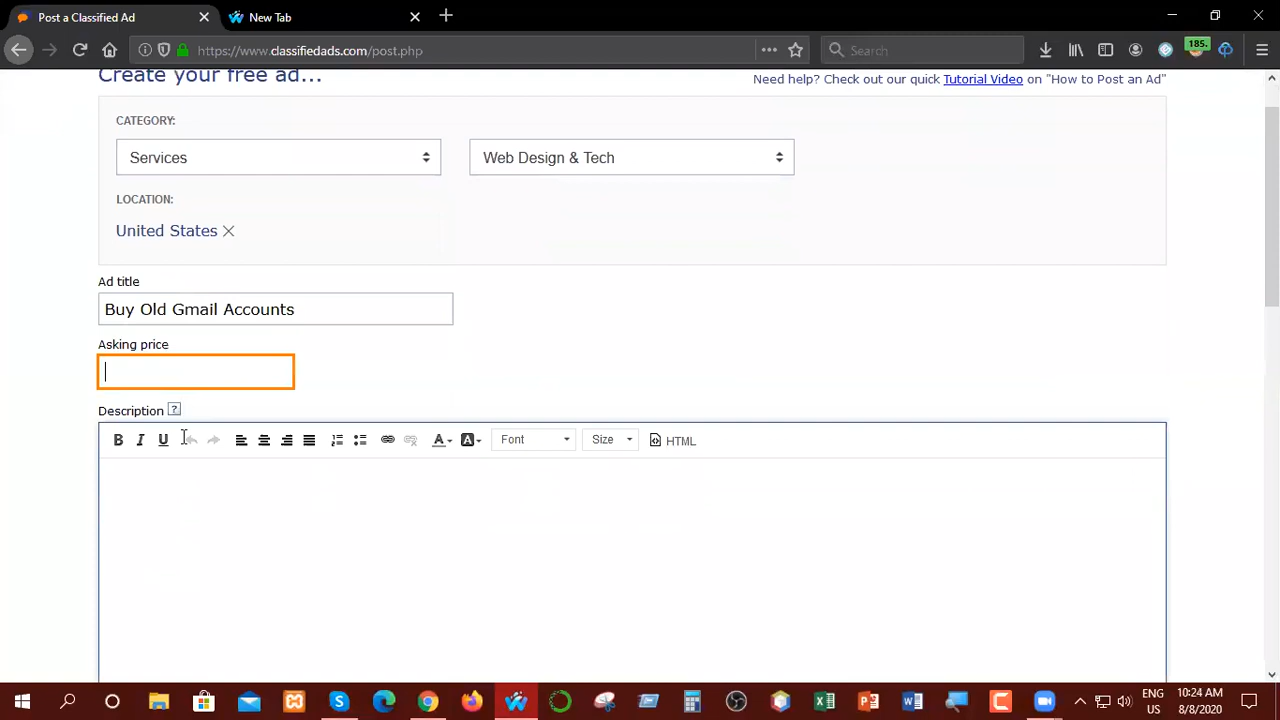 Post a Classified Ad
New Tab
https://www.classifiedads.com/post.php
Search
185.
Create your free ad...
Need help? Check out our quick Tutorial Video on "How to Post an Ad"
CATEGORY:
Services
Web Design & Tech
LOCATION:
United States
Ad title
Buy Old Gmail Accounts
Asking price
Description ?
B I U A A Font Size HTML
ENG
US
10:24 AM
8/8/2020